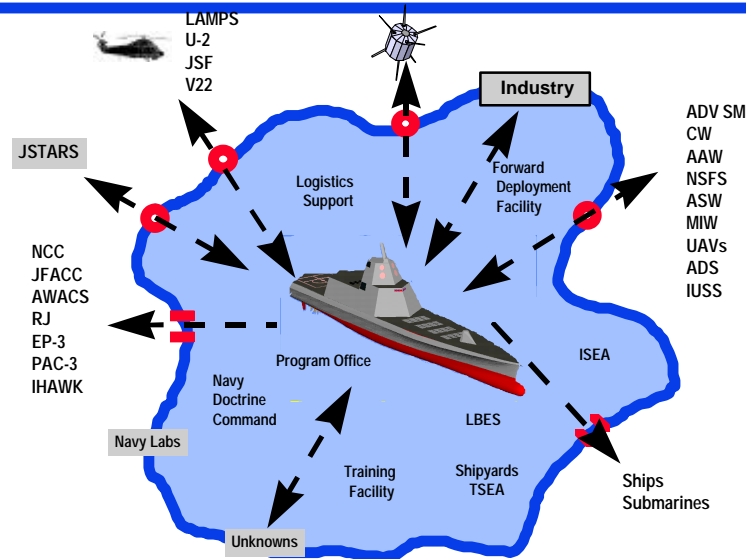 LAMPS
U-2
JSF
V22
Industry
ADV SM
CW
AAW
NSFS
ASW
MIW
UAVs
ADS
IUSS
JSTARS
Logistics
Support
Forward
Deployment
Facility
NCC
JFACC
AWACS
RJ
EP-3
PAC-3
IHAWK
Program Office
ISEA
Navy
Doctrine
Command
LBES
Navy Labs
Training
Facility
Shipyards
TSEA
Ships
Submarines
Unknowns